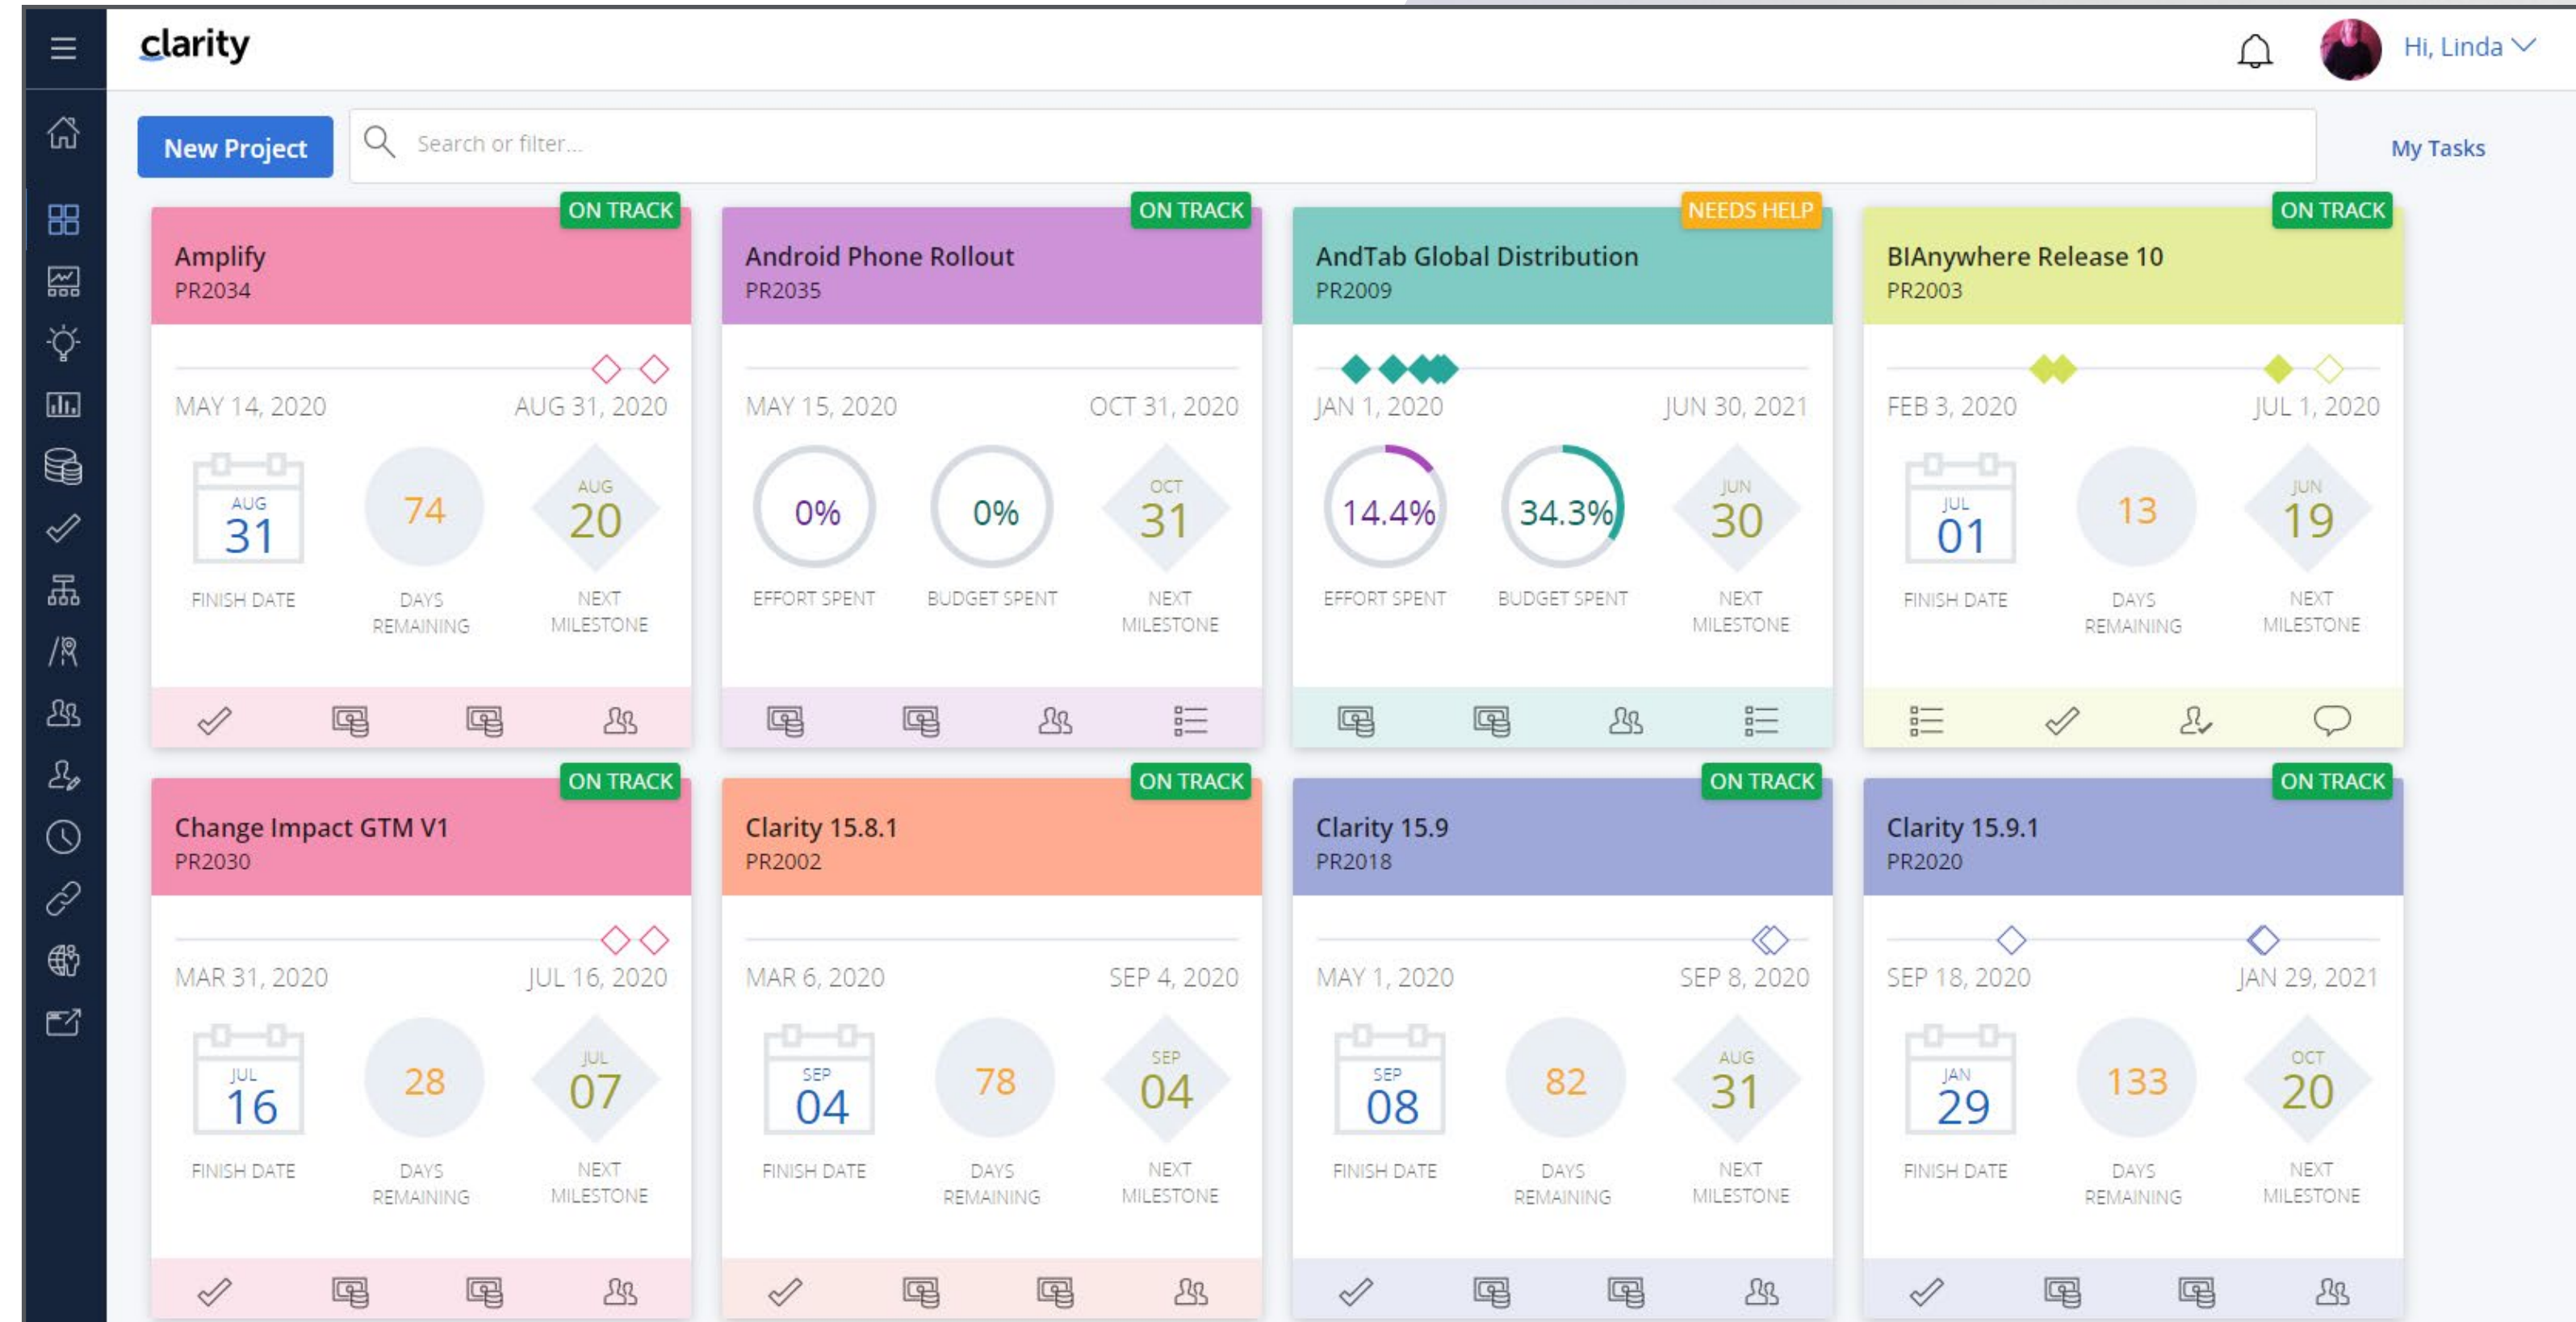 clarity
Hi, Linda
New Project
Search or filter...
My Tasks
ON TRACK
Amplify
PR2034
MAY 14, 2020
AUG 31, 2020
AUG
31
FINISH DATE
74
DAYS
REMAINING
AUG
20
NEXT
MILESTONE
ON TRACK
Android Phone Rollout
PR2035
MAY 15, 2020
OCT 31, 2020
0%
EFFORT SPENT
0%
BUDGET SPENT
OCT
31
NEXT
MILESTONE
NEEDS HELP
AndTab Global Distribution
PR2009
JAN 1, 2020
JUN 30, 2021
14.4%
EFFORT SPENT
34.3%
BUDGET SPENT
JUN
30
NEXT
MILESTONE
ON TRACK
BIAnywhere Release 10
PR2003
FEB 3, 2020
JUL 1, 2020
JUL
01
FINISH DATE
13
DAYS
REMAINING
JUN
19
NEXT
MILESTONE
ON TRACK
Change Impact GTM V1
PR2030
MAR 31, 2020
JUL 16, 2020
JUL
16
FINISH DATE
28
DAYS
REMAINING
JUL
07
NEXT
MILESTONE
ON TRACK
Clarity 15.8.1
PR2002
MAR 6, 2020
SEP 4, 2020
SEP
04
FINISH DATE
78
DAYS
REMAINING
SEP
04
NEXT
MILESTONE
ON TRACK
Clarity 15.9
PR2018
MAY 1, 2020
SEP 8, 2020
SEP
08
FINISH DATE
82
DAYS
REMAINING
AUG
31
NEXT
MILESTONE
ON TRACK
Clarity 15.9.1
PR2020
SEP 18, 2020
JAN 29, 2021
JAN
29
FINISH DATE
133
DAYS
REMAINING
OCT
20
NEXT
MILESTONE